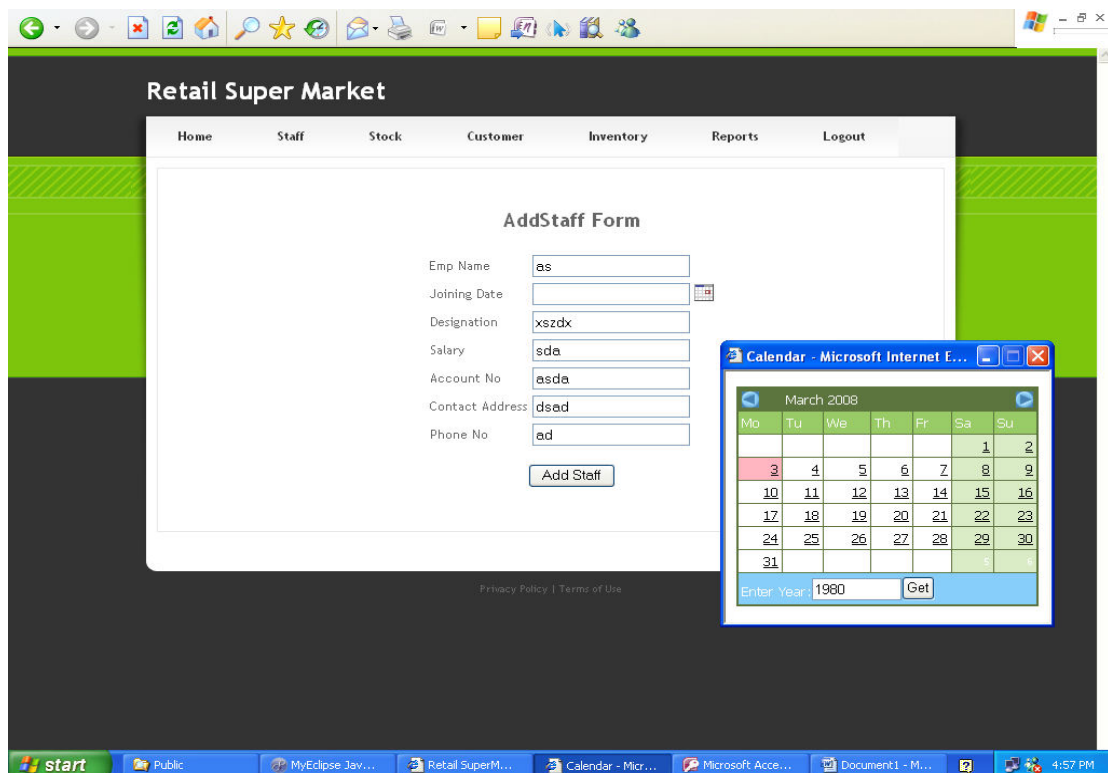 Retail Super Market
Home Staff Stock Customer Inventory Reports Logout
AddStaff Form
Emp Name as
Joining Date
Designation xszdx
Salary sda
Account No asda
Contact Address dsad
Phone No ad
Add Staff
Calendar - Microsoft Internet E...
March 2008
Mo Tu We Th Fr Sa Su
1 2
3 4 5 6 7 8 9
10 11 12 13 14 15 16
17 18 19 20 21 22 23
24 25 26 27 28 29 30
31 5 6
Enter Year: 1980 Get
Privacy Policy | Terms of Use
start Public MyEclipse Jav... Retail SuperM... Calendar - Micr... Microsoft Acce... Document1 - M... 4:57 PM